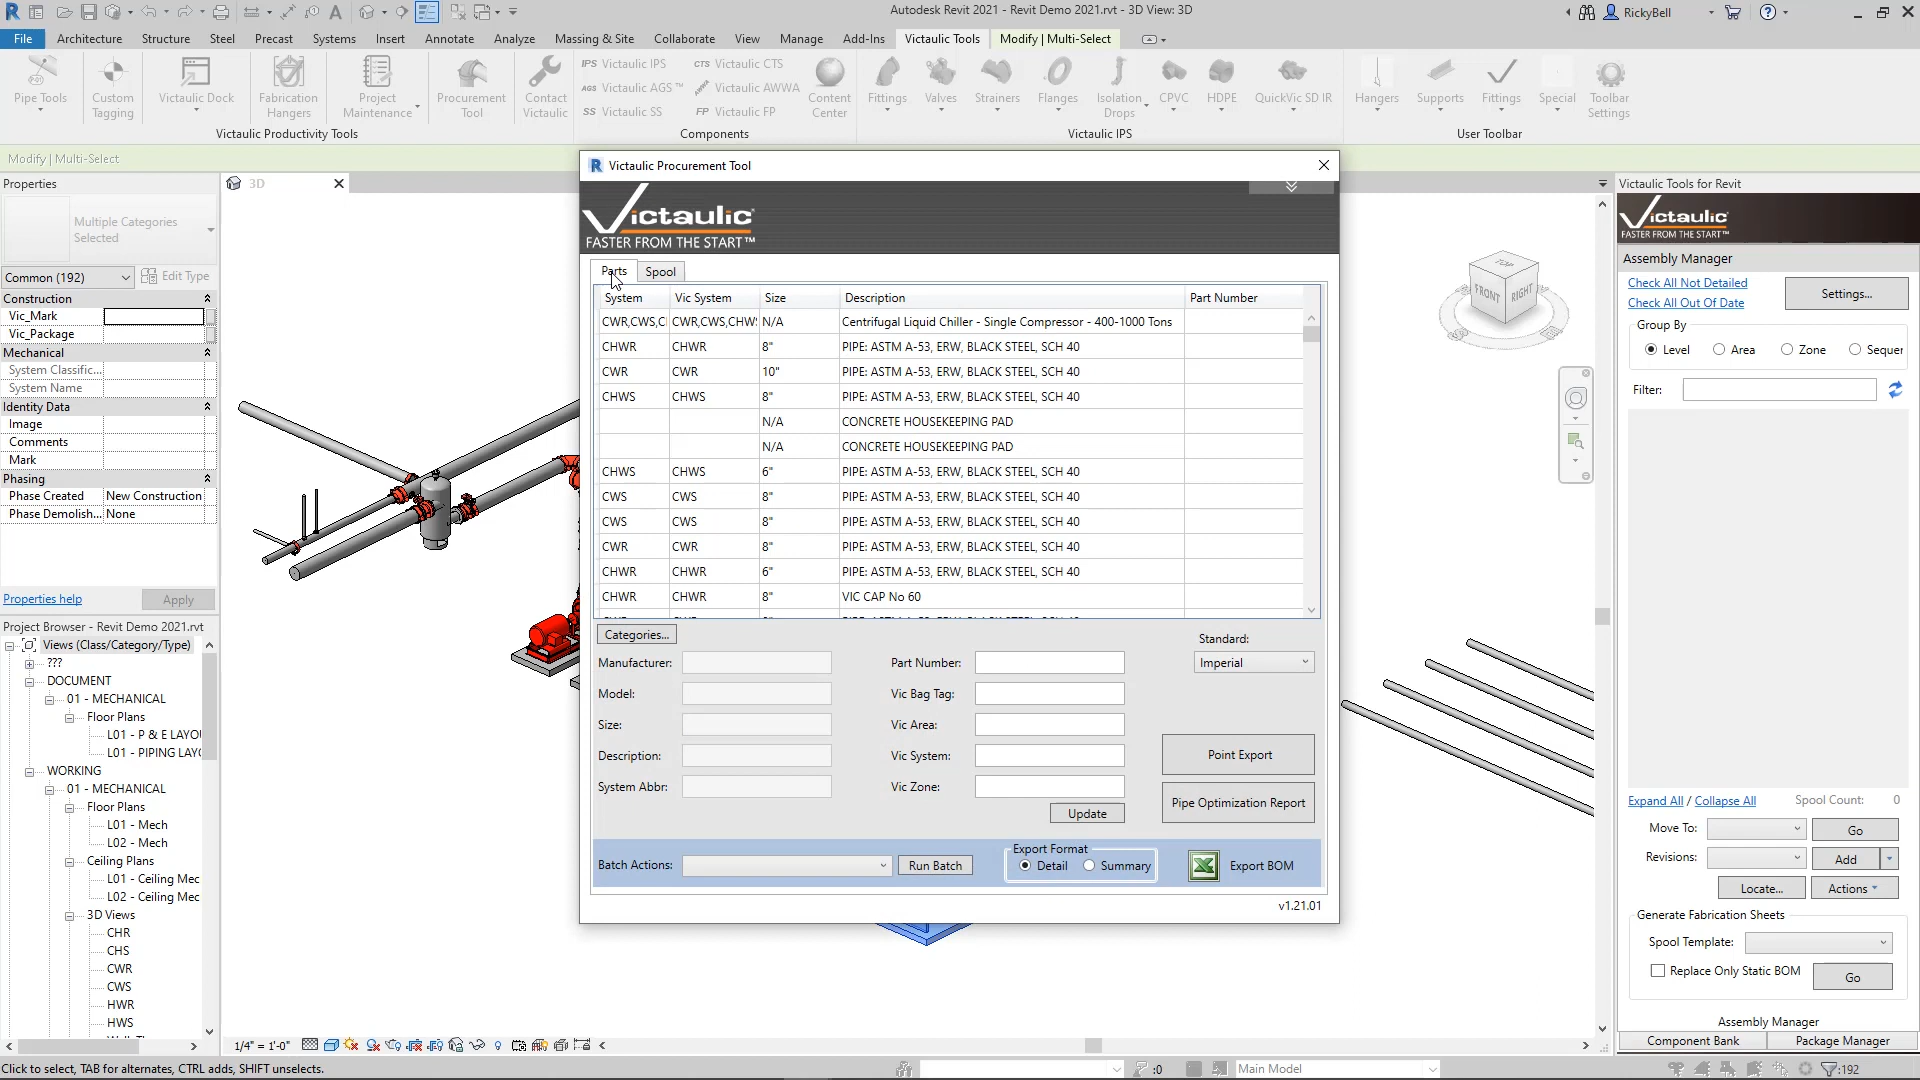 Autodesk Revit 2021 - Revit Demo 2021.rvt - 3D View: 3D
RickyBell
File
Architecture
Structure
Steel
Precast
Systems
Insert
Annotate
Analyze
Massing & Site
Collaborate
View
Manage
Add-Ins
Victaulic Tools
Modify | Multi-Select
Pipe Tools
Custom Tagging
Victaulic Dock
Fabrication Hangers
Project Maintenance
Procurement Tool
Contact Victaulic
IPS Victaulic IPS
AGS Victaulic AGS™
SS Victaulic SS
CTS Victaulic CTS
Victaulic AWWA
FP Victaulic FP
Content Center
Fittings
Valves
Strainers
Flanges
Isolation Drops
CPVC
HDPE
QuickVic SD IR
Hangers
Supports
Fittings
Special
Toolbar Settings
Victaulic Productivity Tools
Components
Victaulic IPS
User Toolbar
Modify | Multi-Select
Properties
Multiple Categories
Selected
Common (192)
Edit Type
Construction
Vic_Mark
Vic_Package
Mechanical
System Classific...
System Name
Identity Data
Image
Comments
Mark
Phasing
Phase Created New Construction
Phase Demolish... None
Properties help
Apply
Project Browser - Revit Demo 2021.rvt
Views (Class/Category/Type)
???
DOCUMENT
01 - MECHANICAL
Floor Plans
L01 - P & E LAYOU
L01 - PIPING LAY
WORKING
01 - MECHANICAL
Floor Plans
L01 - Mech
L02 - Mech
Ceiling Plans
L01 - Ceiling Mec
L02 - Ceiling Mec
3D Views
CHR
CHS
CWR
CWS
HWR
HWS
3D
Victaulic Procurement Tool
Victaulic
FASTER FROM THE START™
Parts
Spool
System Vic System Size Description Part Number
CWR,CWS,CI CWR,CWS,CHWS N/A Centrifugal Liquid Chiller - Single Compressor - 400-1000 Tons
CHWR CHWR 8" PIPE: ASTM A-53, ERW, BLACK STEEL, SCH 40
CWR CWR 10" PIPE: ASTM A-53, ERW, BLACK STEEL, SCH 40
CHWS CHWS 8" PIPE: ASTM A-53, ERW, BLACK STEEL, SCH 40
N/A CONCRETE HOUSEKEEPING PAD
N/A CONCRETE HOUSEKEEPING PAD
CHWS CHWS 6" PIPE: ASTM A-53, ERW, BLACK STEEL, SCH 40
CWS CWS 8" PIPE: ASTM A-53, ERW, BLACK STEEL, SCH 40
CWS CWS 8" PIPE: ASTM A-53, ERW, BLACK STEEL, SCH 40
CWR CWR 8" PIPE: ASTM A-53, ERW, BLACK STEEL, SCH 40
CHWR CHWR 6" PIPE: ASTM A-53, ERW, BLACK STEEL, SCH 40
CHWR CHWR 8" VIC CAP No 60
Categories...
Manufacturer:
Model:
Size:
Description:
System Abbr:
Part Number:
Vic Bag Tag:
Vic Area:
Vic System:
Vic Zone:
Update
Standard:
Imperial
Point Export
Pipe Optimization Report
Batch Actions:
Run Batch
Export Format
Detail
Summary
Export BOM
v1.21.01
TOP
FRONT
RIGHT
Victaulic Tools for Revit
Victaulic
FASTER FROM THE START™
Assembly Manager
Check All Not Detailed
Check All Out Of Date
Settings...
Group By
Level
Area
Zone
Sequer
Filter:
Expand All / Collapse All
Spool Count: 0
Move To:
Go
Revisions:
Add
Locate...
Actions
Generate Fabrication Sheets
Spool Template:
Replace Only Static BOM
Go
Assembly Manager
Component Bank
Package Manager
1/4" = 1'-0"
Click to select, TAB for alternates, CTRL adds, SHIFT unselects.
:0
Main Model
:192